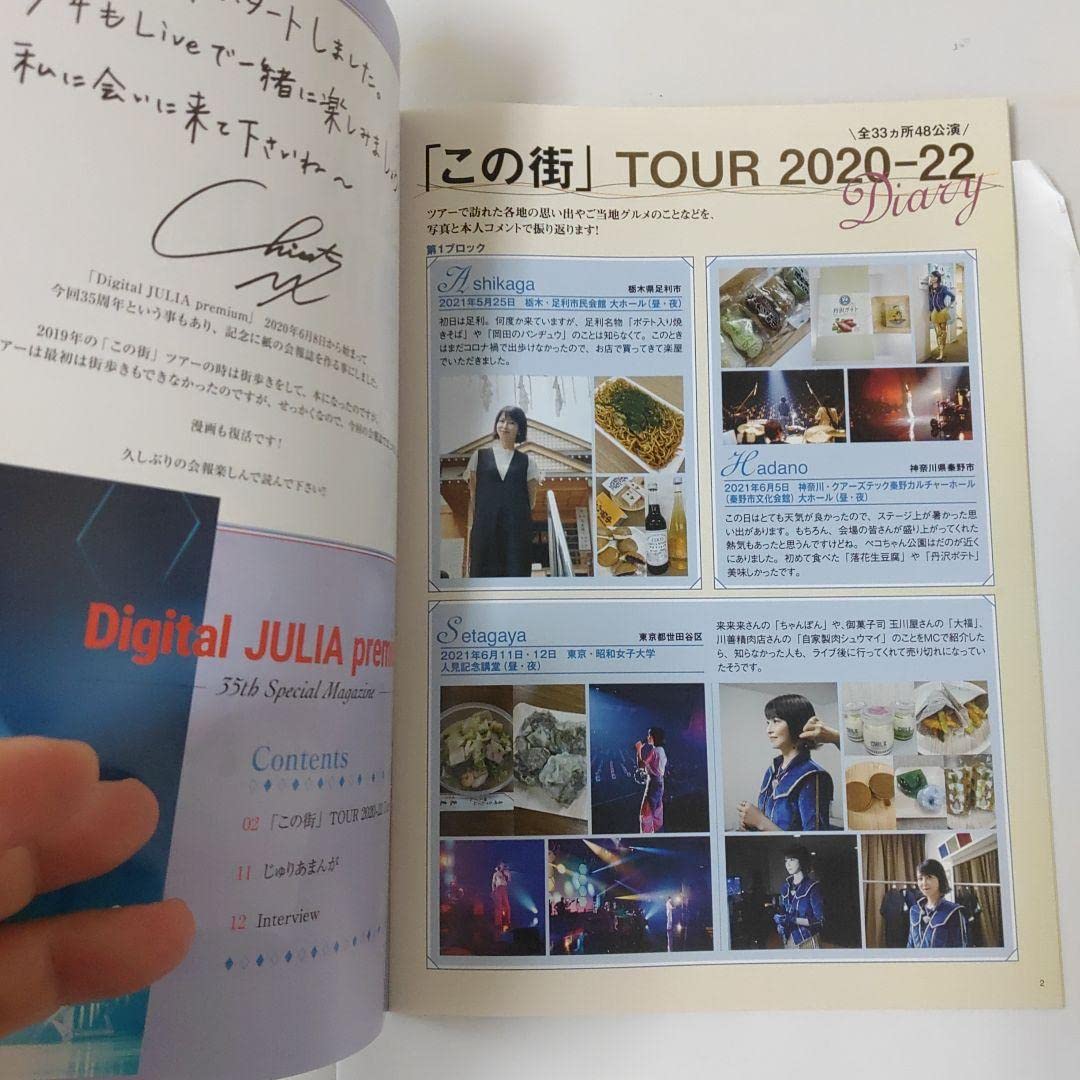 タートしました。
もLiveで一緒に楽しみましょ
私に会いに来て下さいね〜
「Digital JULIA premium」 2020年6月8日から始まって
今回35周年という事もあり、記念に紙の会報誌を作る事にしました。
2019年の「この街」ツアーの時は街歩きをして、本になったのですが、
アーは最初は街歩きもできなかったのですが、せっかくなので、今回の会報誌で
漫画も復活です!
久しぶりの会報楽しんで読んで下さい!
Digital JULIA premi
35th Special Magazine
Contents
02 「この街」TOUR 2020-22
11 じゅりあまんが
12 Interview
\全33ヵ所48公演/
「この街」 TOUR 2020-22
Diary
ツアーで訪れた各地の思い出やご当地グルメのことなどを、
写真と本人コメントで振り返ります!
第1ブロック
Ashikaga 栃木県足利市
2021年5月25日 栃木・足利市民会館 大ホール(昼・夜)
初日は足利。何度か来ていますが、足利名物「ポテト入り焼
きそば」や「岡田のパンヂュウ」のことは知らなくて。このとき
はまだコロナ禍で出歩けなかったので、お店で買ってきて楽屋
でいただきました。
Hadano 神奈川県秦野市
2021年6月5日 神奈川・クアーズテック秦野カルチャーホール
(秦野市文化会館) 大ホール(昼・夜)
この日はとても天気が良かったので、ステージ上が暑かった思
い出があります。もちろん、会場の皆さんが盛り上がってくれた
熱気もあったと思うんですけどね。ペコちゃん公園はだのが近く
にありました。初めて食べた「落花生豆腐」や「丹沢ポテト」
美味しかったです。
Setagaya 東京都世田谷区
2021年6月11日・12日 東京・昭和女子大学
人見記念講堂(昼・夜)
来来来さんの「ちゃんぽん」や、御菓子司 玉川屋さんの「大福」、
川善精肉店さんの「自家製肉シュウマイ」のことをMCで紹介した
ら、知らなかった人も、ライブ後に行ってくれて売り切れになってい
たそうです。
2